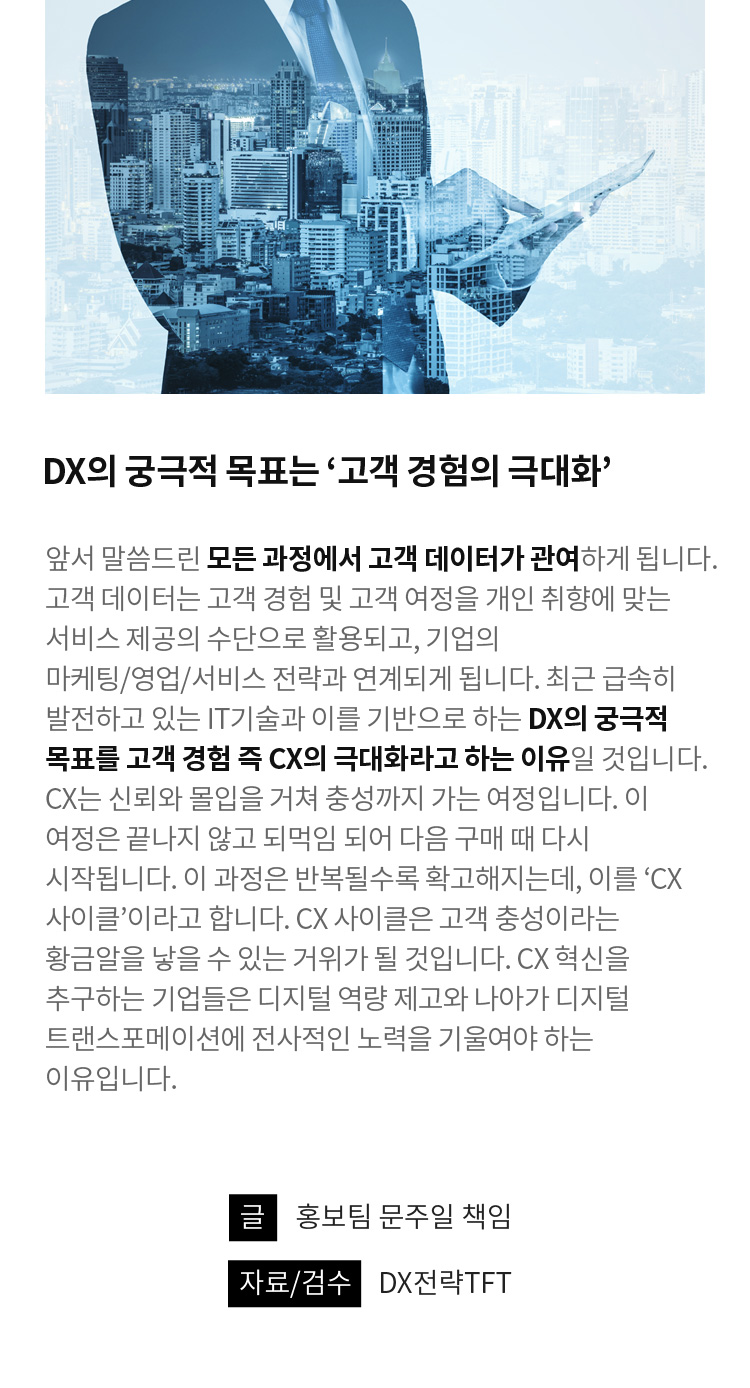 DX의 궁극적 목표는 ‘고객 경험의 극대화’
앞서 말씀드린 모든 과정에서 고객 데이터가 관여하게 됩니다.
고객 데이터는 고객 경험 및 고객 여정을 개인 취향에 맞는
서비스 제공의 수단으로 활용되고, 기업의
마케팅/영업/서비스 전략과 연계되게 됩니다. 최근 급속히
발전하고 있는 IT기술과 이를 기반으로 하는 DX의 궁극적
목표를 고객 경험 즉 CX의 극대화라고 하는 이유일 것입니다.
CX는 신뢰와 몰입을 거쳐 충성까지 가는 여정입니다. 이
여정은 끝나지 않고 되먹임 되어 다음 구매 때 다시
시작됩니다. 이 과정은 반복될수록 확고해지는데, 이를 ‘CX
사이클’이라고 합니다. CX 사이클은 고객 충성이라는
황금알을 낳을 수 있는 거위가 될 것입니다. CX 혁신을
추구하는 기업들은 디지털 역량 제고와 나아가 디지털
트랜스포메이션에 전사적인 노력을 기울여야 하는
이유입니다.
글 홍보팀 문주일 책임
자료/검수 DX전략TFT